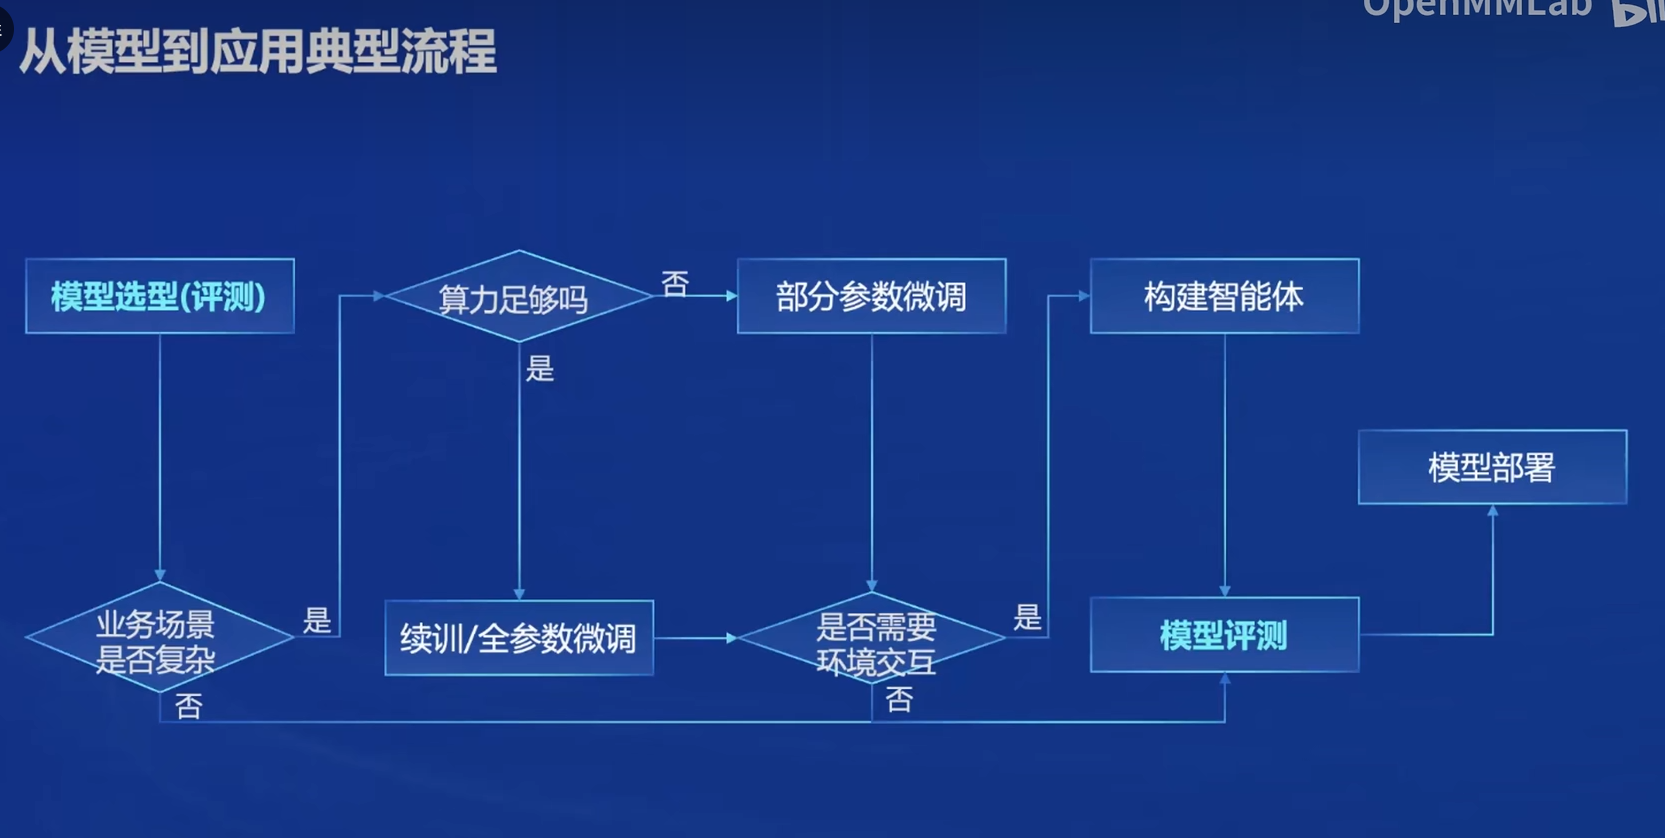 OpenMMLab
从模型到应用典型流程
模型选型(评测)
算力足够吗
否
部分参数微调
构建智能体
是
模型部署
业务场景
是否复杂
是
续训/全参数微调
是否需要
环境交互
是
模型评测
否
否